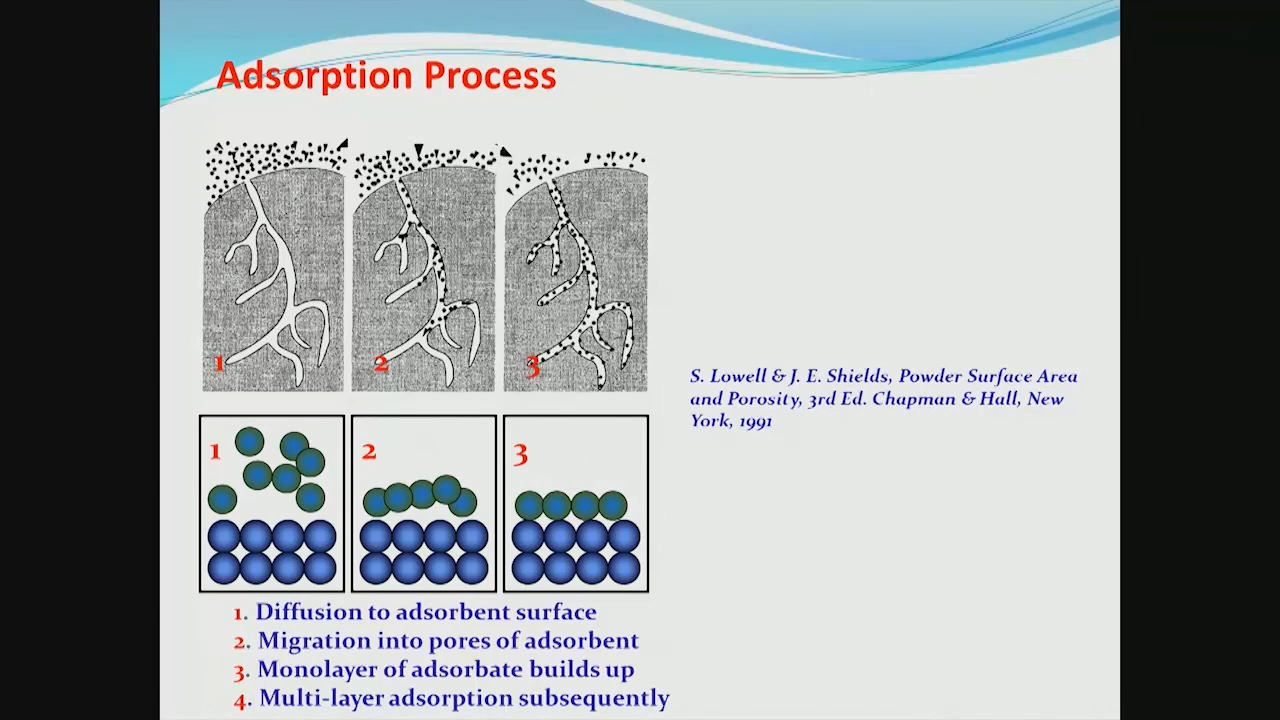 Adsorption Process
1
2
3
S. Lowell & J. E. Shields, Powder Surface Area
and Porosity, 3rd Ed. Chapman & Hall, New
York, 1991
1
2
3
1. Diffusion to adsorbent surface
2. Migration into pores of adsorbent
3. Monolayer of adsorbate builds up
4. Multi-layer adsorption subsequently